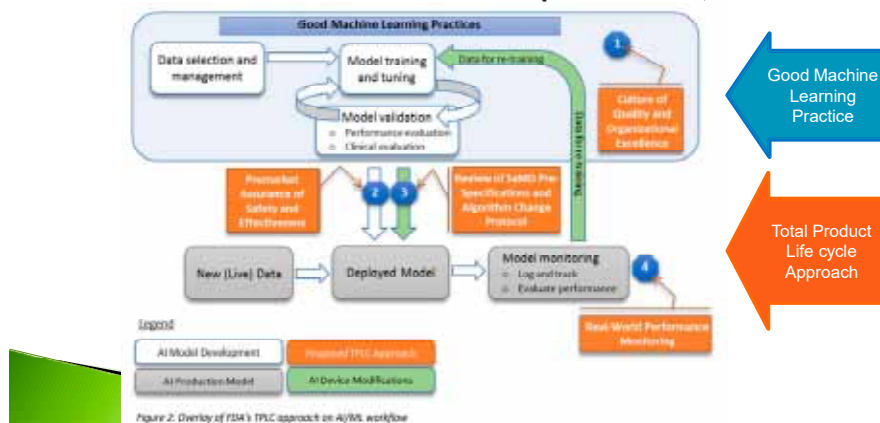 Good Machine Learning Practices
Data selection and
management
Model training
and tuning
Data for re-training
1
Model validation
o Performance evaluation
o Clinical evaluation
Culture of
Quality and
Organizational
Excellence
Data for re-training
Good Machine
Learning
Practice
Premarket
Assurance of
Safety and
Effectiveness
2
3
Review of SaMD Pre-
Specifications and
Algorithm Change
Protocol
New (Live) Data
Deployed Model
Model monitoring
o Log and track
o Evaluate performance
4
Total Product
Life cycle
Approach
Real-World Performance
Monitoring
Legend
AI Model Development
Proposed TPLC Approach
AI Production Model
AI Device Modifications
Figure 2: Overlay of FDA's TPLC approach on AI/ML workflow